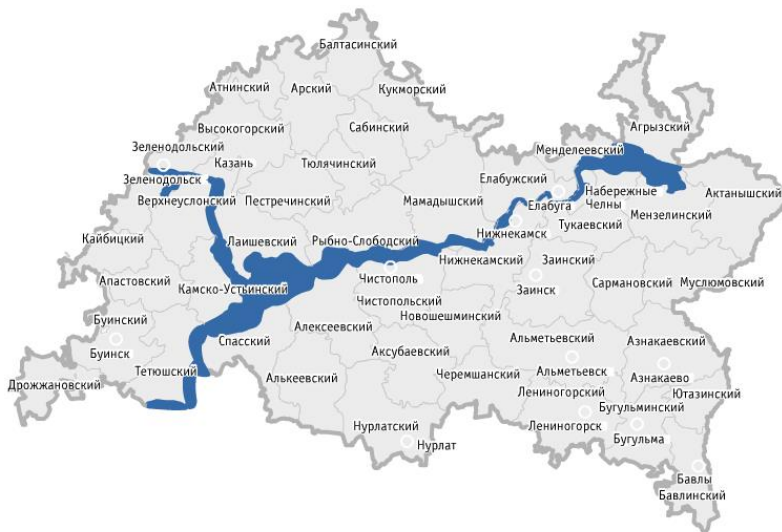 Балтасинский
Атнинский
Арский
Кукморский
Агрызский
Высокогорский
Сабинский
Зеленодольский
Менделеевский
Казань
Тюлячинский
Зеленодольск
Елабужский
Верхнеуслонский
Пестречинский
Мамадышский
Елабуга
Набережные
Челны
Актанышский
Мензелинский
Тукаевский
Нижнекамск
Кайбицкий
Лаишевский
Рыбно-Слободский
Нижнекамский
Заинский
Апастовский
Камско-Устьинский
Чистополь
Заинск
Сармановский
Муслюмовский
Чистопольский
Новошешминский
Буинский
Буинск
Спасский
Алексеевский
Альметьевский
Азнакаевский
Аксубаевский
Тетюшский
Алькеевский
Черемшанский
Альметьевск
Азнакаево
Дрожжановский
Лениногорский
Ютазинский
Бугульминский
Лениногорск
Нурлатский
Нурлат
Бугульма
Бавлы
Бавлинский